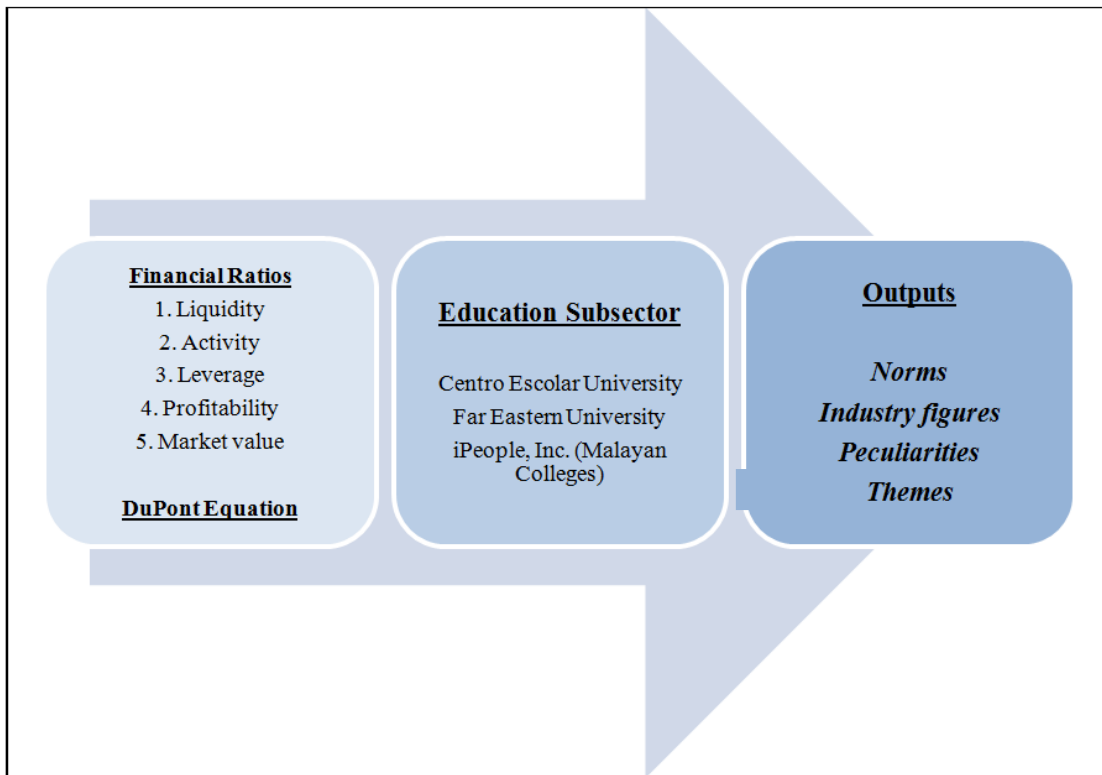 Financial Ratios
1. Liquidity
2. Activity
3. Leverage
4. Profitability
5. Market value
DuPont Equation
Education Subsector
Centro Escolar University
Far Eastern University
iPeople, Inc. (Malayan
Colleges)
Outputs
Norms
Industry figures
Peculiarities
Themes